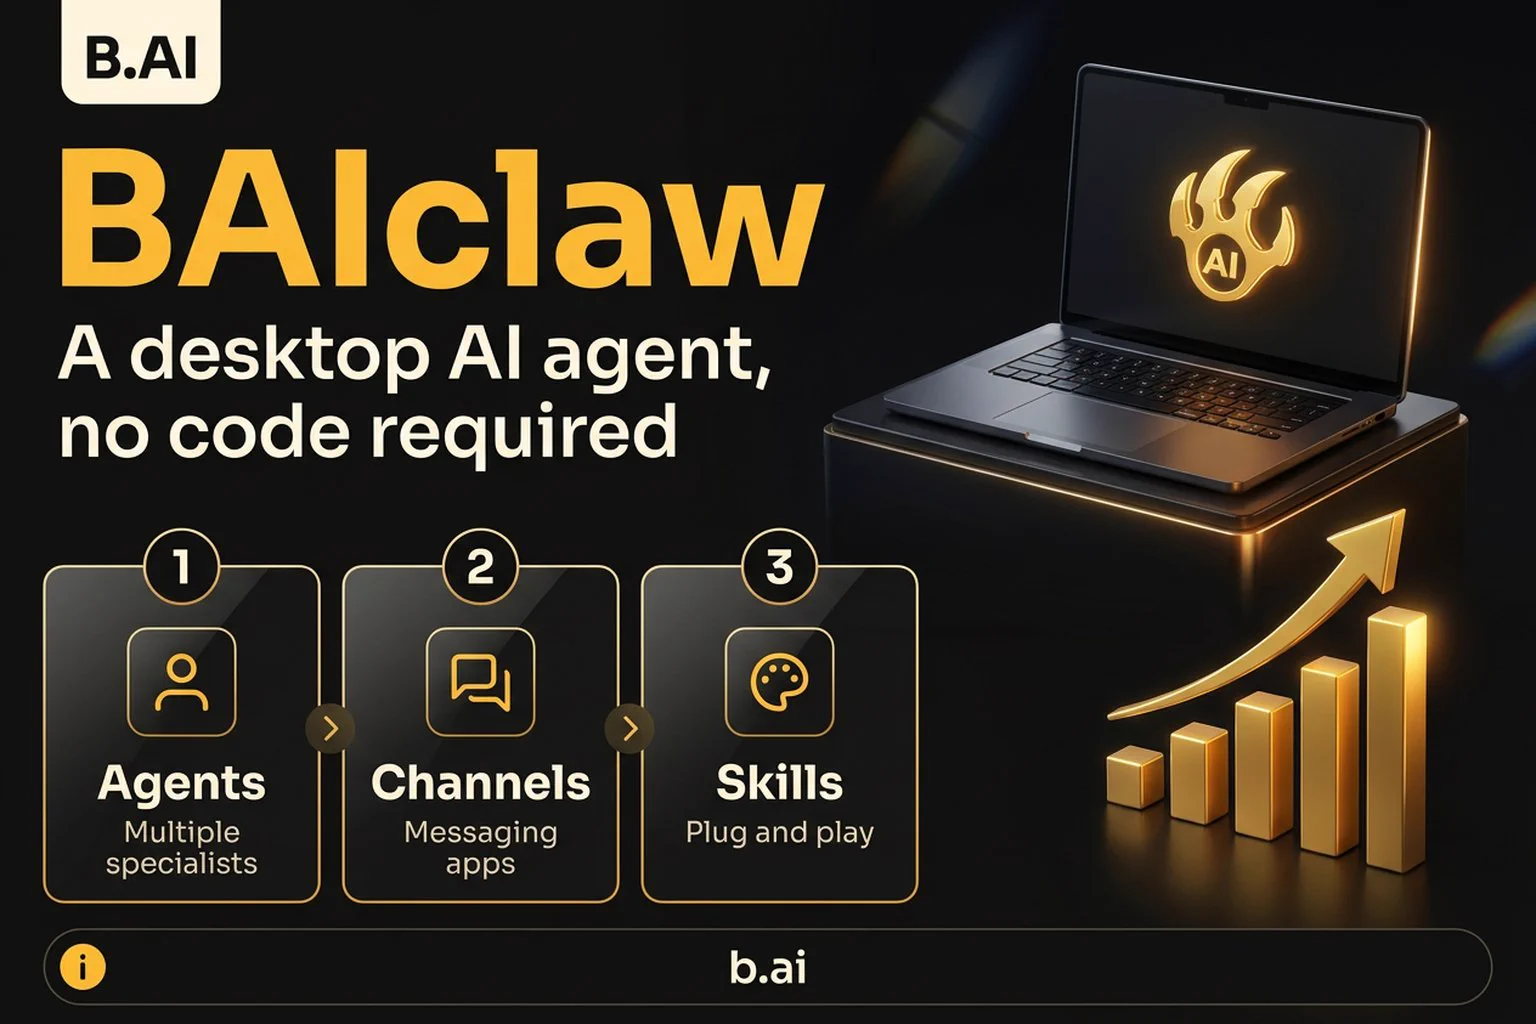 B.AI
BAIclaw
A desktop AI agent,
no code required
AI
1
Agents
Multiple
specialists
2
Channels
Messaging
apps
3
Skills
Plug and play
i
b.ai